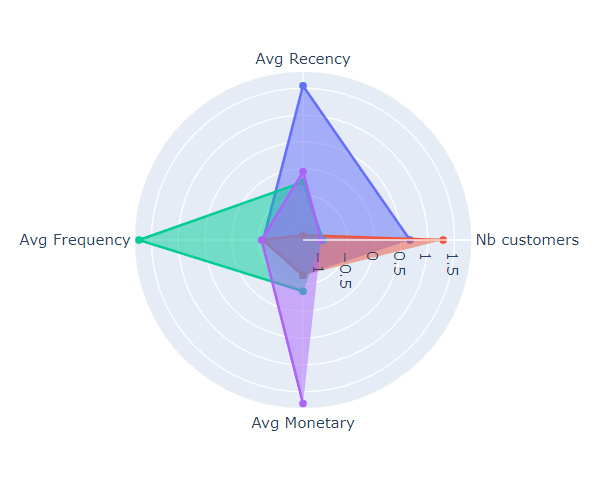 Avg Recency
Avg Frequency
Nb customers
−1
−0.5
0
0.5
1
1.5
Avg Monetary